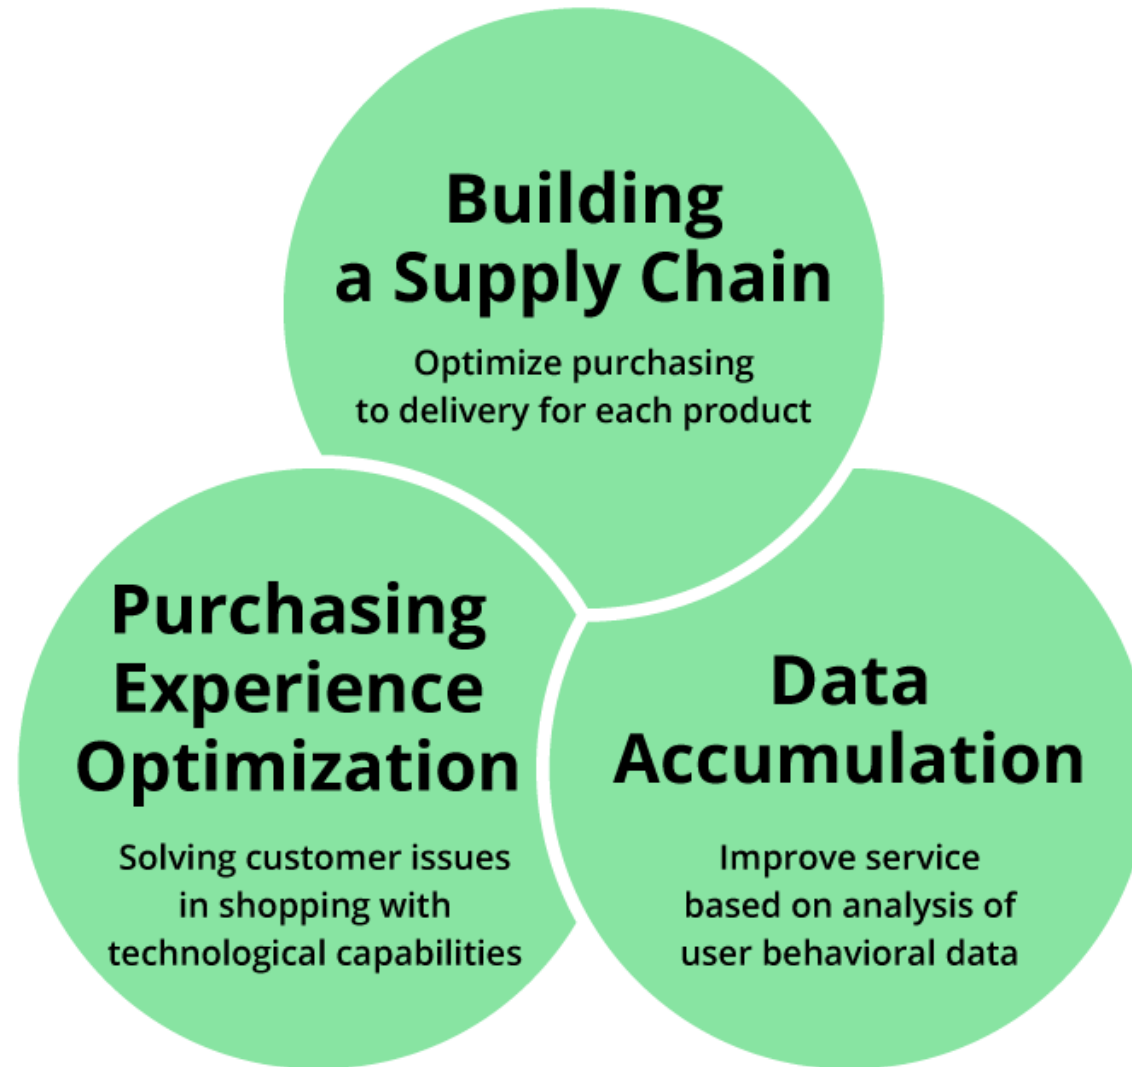 Building
a Supply Chain
Optimize purchasing
to delivery for each product
Purchasing
Experience
Optimization
Solving customer issues
in shopping with
technological capabilities
Data
Accumulation
Improve service
based on analysis of
user behavioral data